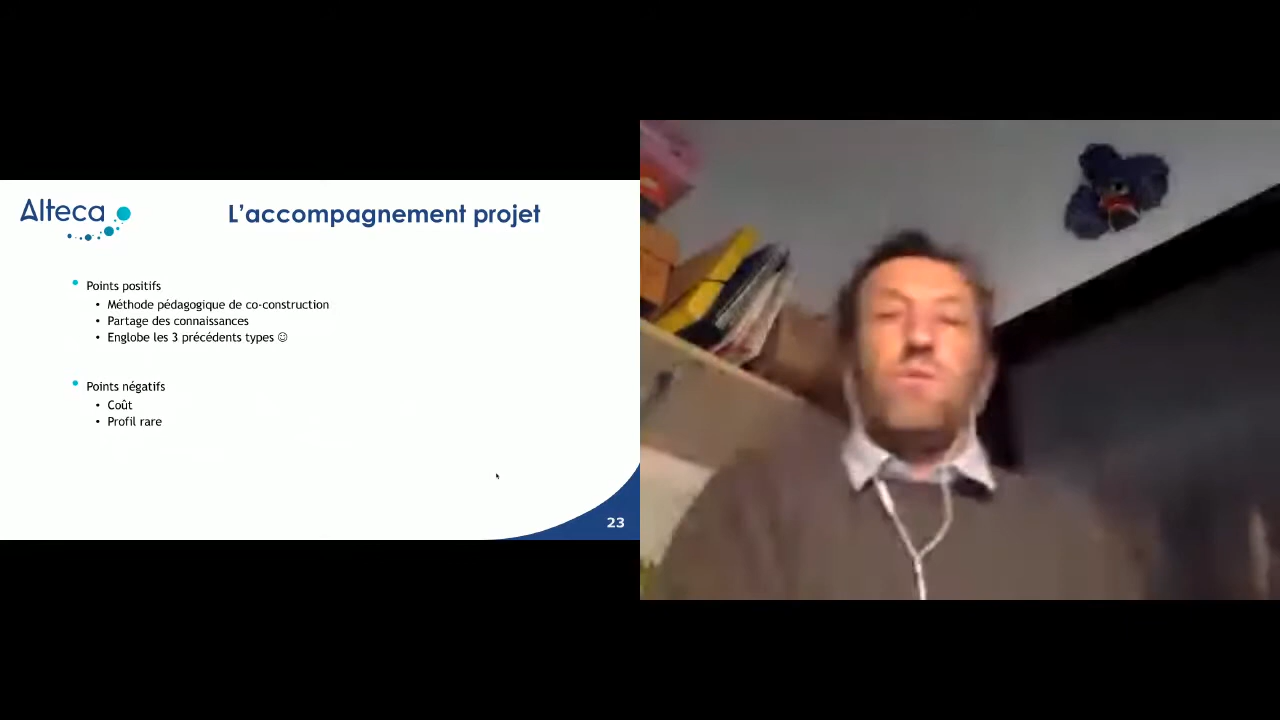 Alteca
L'accompagnement projet
• Points positifs
• Méthode pédagogique de co-construction
• Partage des connaissances
• Englobe les 3 précédents types ☺
• Points négatifs
• Coût
• Profil rare
23